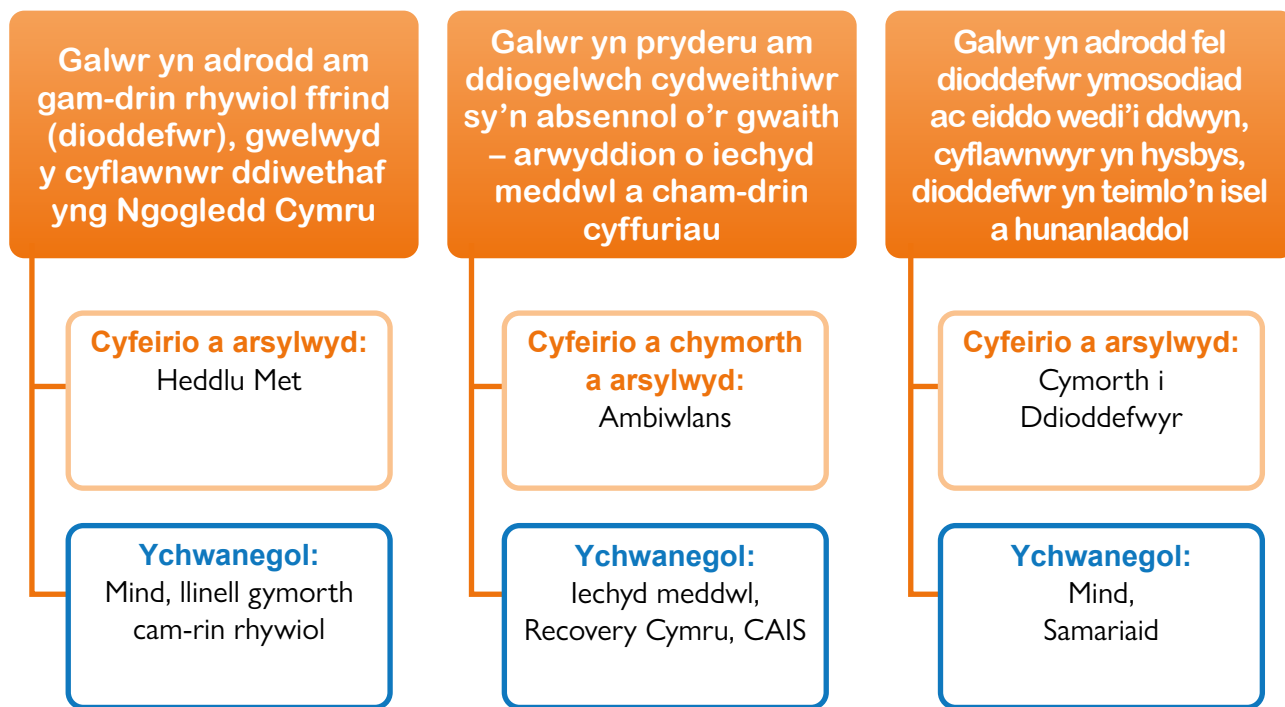 Galwr yn adrodd am
gam-drin rhywiol ffrind
(dioddefwr), gwelwyd
y cyflawnwr ddiwethaf
yng Ngogledd Cymru
Cyfeirio a arsylwyd:
Heddlu Met
Ychwanegol:
Mind, llinell gymorth
cam-rin rhywiol
Galwr yn pryderu am
ddiogelwch cydweithiwr
sy’n absennol o’r gwaith
– arwyddion o iechyd
meddwl a cham-drin
cyffuriau
Cyfeirio a chymorth
a arsylwyd:
Ambiwlans
Ychwanegol:
Iechyd meddwl,
Recovery Cymru, CAIS
Galwr yn adrodd fel
dioddefwr ymosodiad
ac eiddo wedi’i ddwyn,
cyflawnwyr yn hysbys,
dioddefwr yn teimlo’n isel
a hunanladdol
Cyfeirio a arsylwyd:
Cymorth i
Ddioddefwyr
Ychwanegol:
Mind,
Samariaid